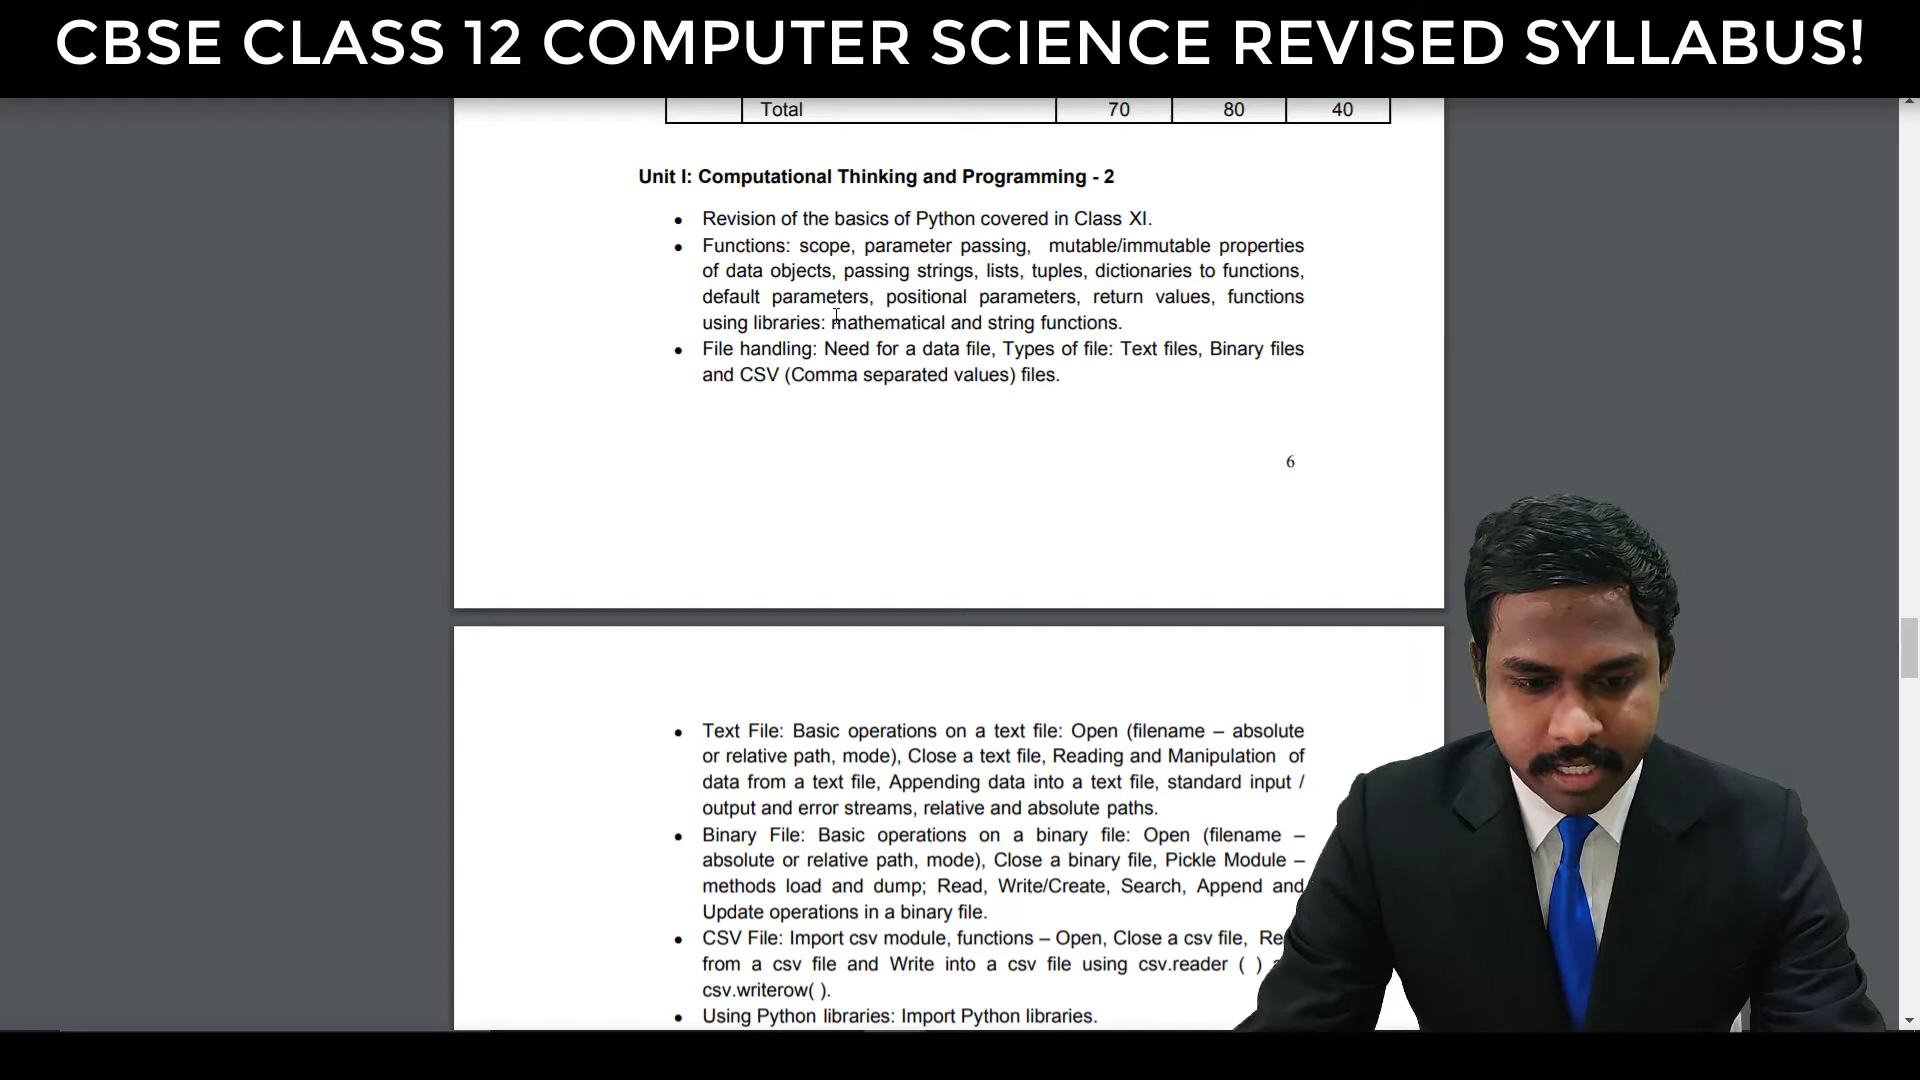 CBSE CLASS 12 COMPUTER SCIENCE REVISED SYLLABUS!
Total 70 80 40
Unit I: Computational Thinking and Programming - 2
• Revision of the basics of Python covered in Class XI.
• Functions: scope, parameter passing, mutable/immutable properties
of data objects, passing strings, lists, tuples, dictionaries to functions,
default parameters, positional parameters, return values, functions
using libraries: mathematical and string functions.
• File handling: Need for a data file, Types of file: Text files, Binary files
and CSV (Comma separated values) files.
6
• Text File: Basic operations on a text file: Open (filename – absolute
or relative path, mode), Close a text file, Reading and Manipulation of
data from a text file, Appending data into a text file, standard input /
output and error streams, relative and absolute paths.
• Binary File: Basic operations on a binary file: Open (filename –
absolute or relative path, mode), Close a binary file, Pickle Module –
methods load and dump; Read, Write/Create, Search, Append and
Update operations in a binary file.
• CSV File: Import csv module, functions – Open, Close a csv file,
from a csv file and Write into a csv file using csv.reader ( )
csv.writerow( ).
• Using Python libraries: Import Python libraries.